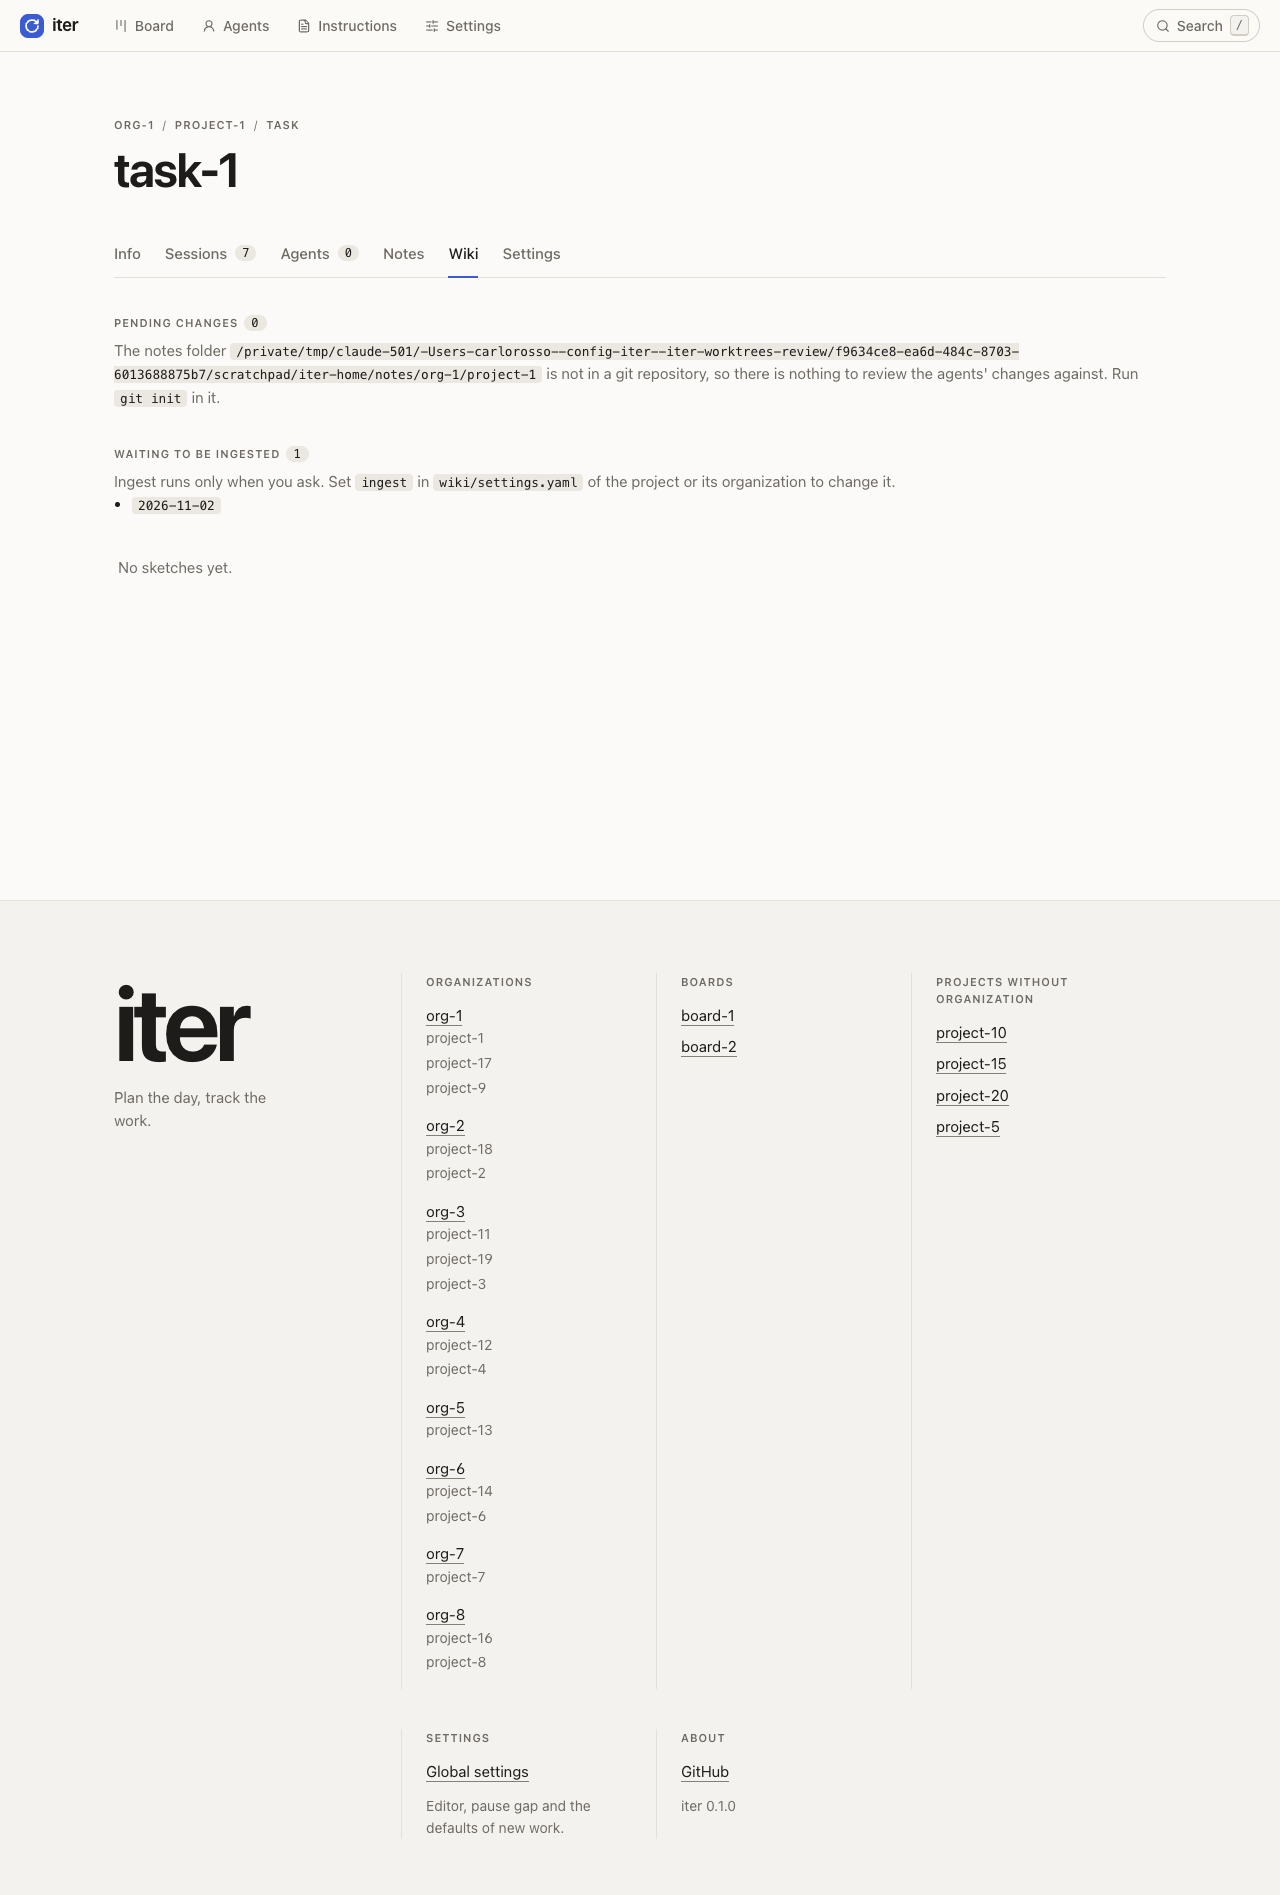 iter
Board
Agents
Instructions
Settings
Search /
ORG-1 / PROJECT-1 / TASK
task-1
Info
Sessions 7
Agents 0
Notes
Wiki
Settings
PENDING CHANGES 0
The notes folder /private/tmp/claude-501/-Users-carlorosso--config-iter--iter-worktrees-review/f9634ce8-ea6d-484c-8703-
6013688875b7/scratchpad/iter-home/notes/org-1/project-1 is not in a git repository, so there is nothing to review the agents' changes against. Run
git init in it.
WAITING TO BE INGESTED 1
Ingest runs only when you ask. Set ingest in wiki/settings.yaml of the project or its organization to change it.
• 2026-11-02
No sketches yet.
iter
Plan the day, track the
work.
ORGANIZATIONS
org-1
project-1
project-17
project-9
org-2
project-18
project-2
org-3
project-11
project-19
project-3
org-4
project-12
project-4
org-5
project-13
org-6
project-14
project-6
org-7
project-7
org-8
project-16
project-8
BOARDS
board-1
board-2
PROJECTS WITHOUT
ORGANIZATION
project-10
project-15
project-20
project-5
SETTINGS
Global settings
Editor, pause gap and the
defaults of new work.
ABOUT
GitHub
iter 0.1.0